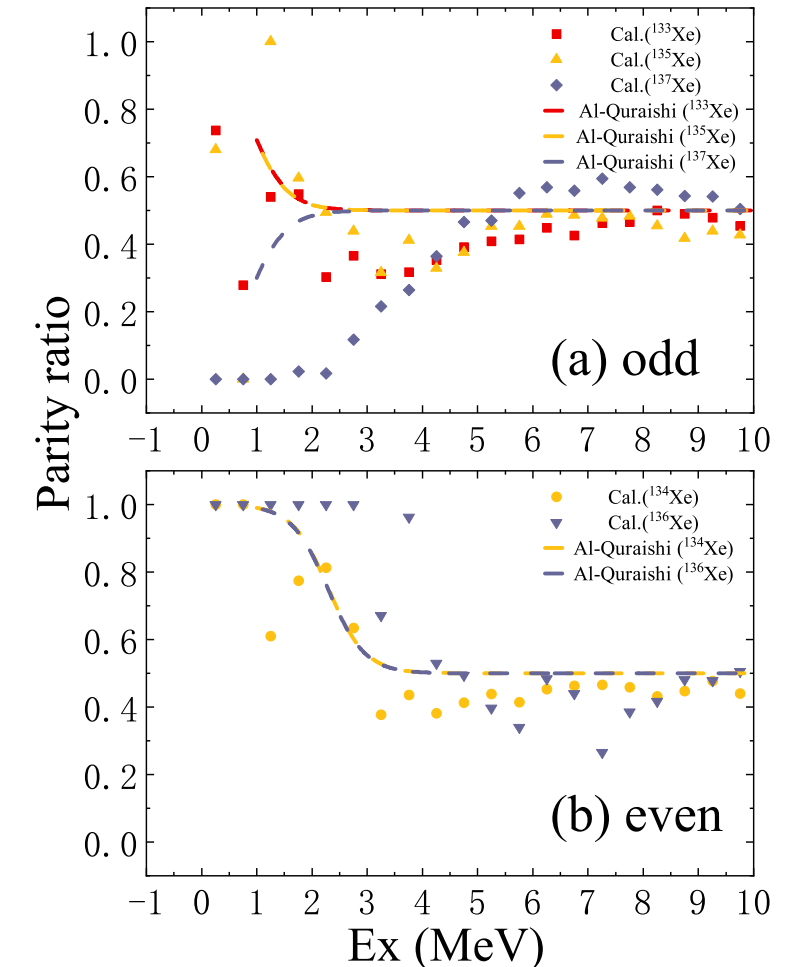 1.0
0.8
0.6
0.4
0.2
0.0
Cal.(¹³³Xe)
Cal.(¹³⁵Xe)
Cal.(¹³⁷Xe)
Al-Quraishi (¹³³Xe)
Al-Quraishi (¹³⁵Xe)
Al-Quraishi (¹³⁷Xe)
(a) odd
-1 0 1 2 3 4 5 6 7 8 9 10
Parity ratio
1.0
0.8
0.6
0.4
0.2
0.0
Cal.(¹³⁴Xe)
Cal.(¹³⁶Xe)
Al-Quraishi (¹³⁴Xe)
Al-Quraishi (¹³⁶Xe)
(b) even
-1 0 1 2 3 4 5 6 7 8 9 10
Ex (MeV)